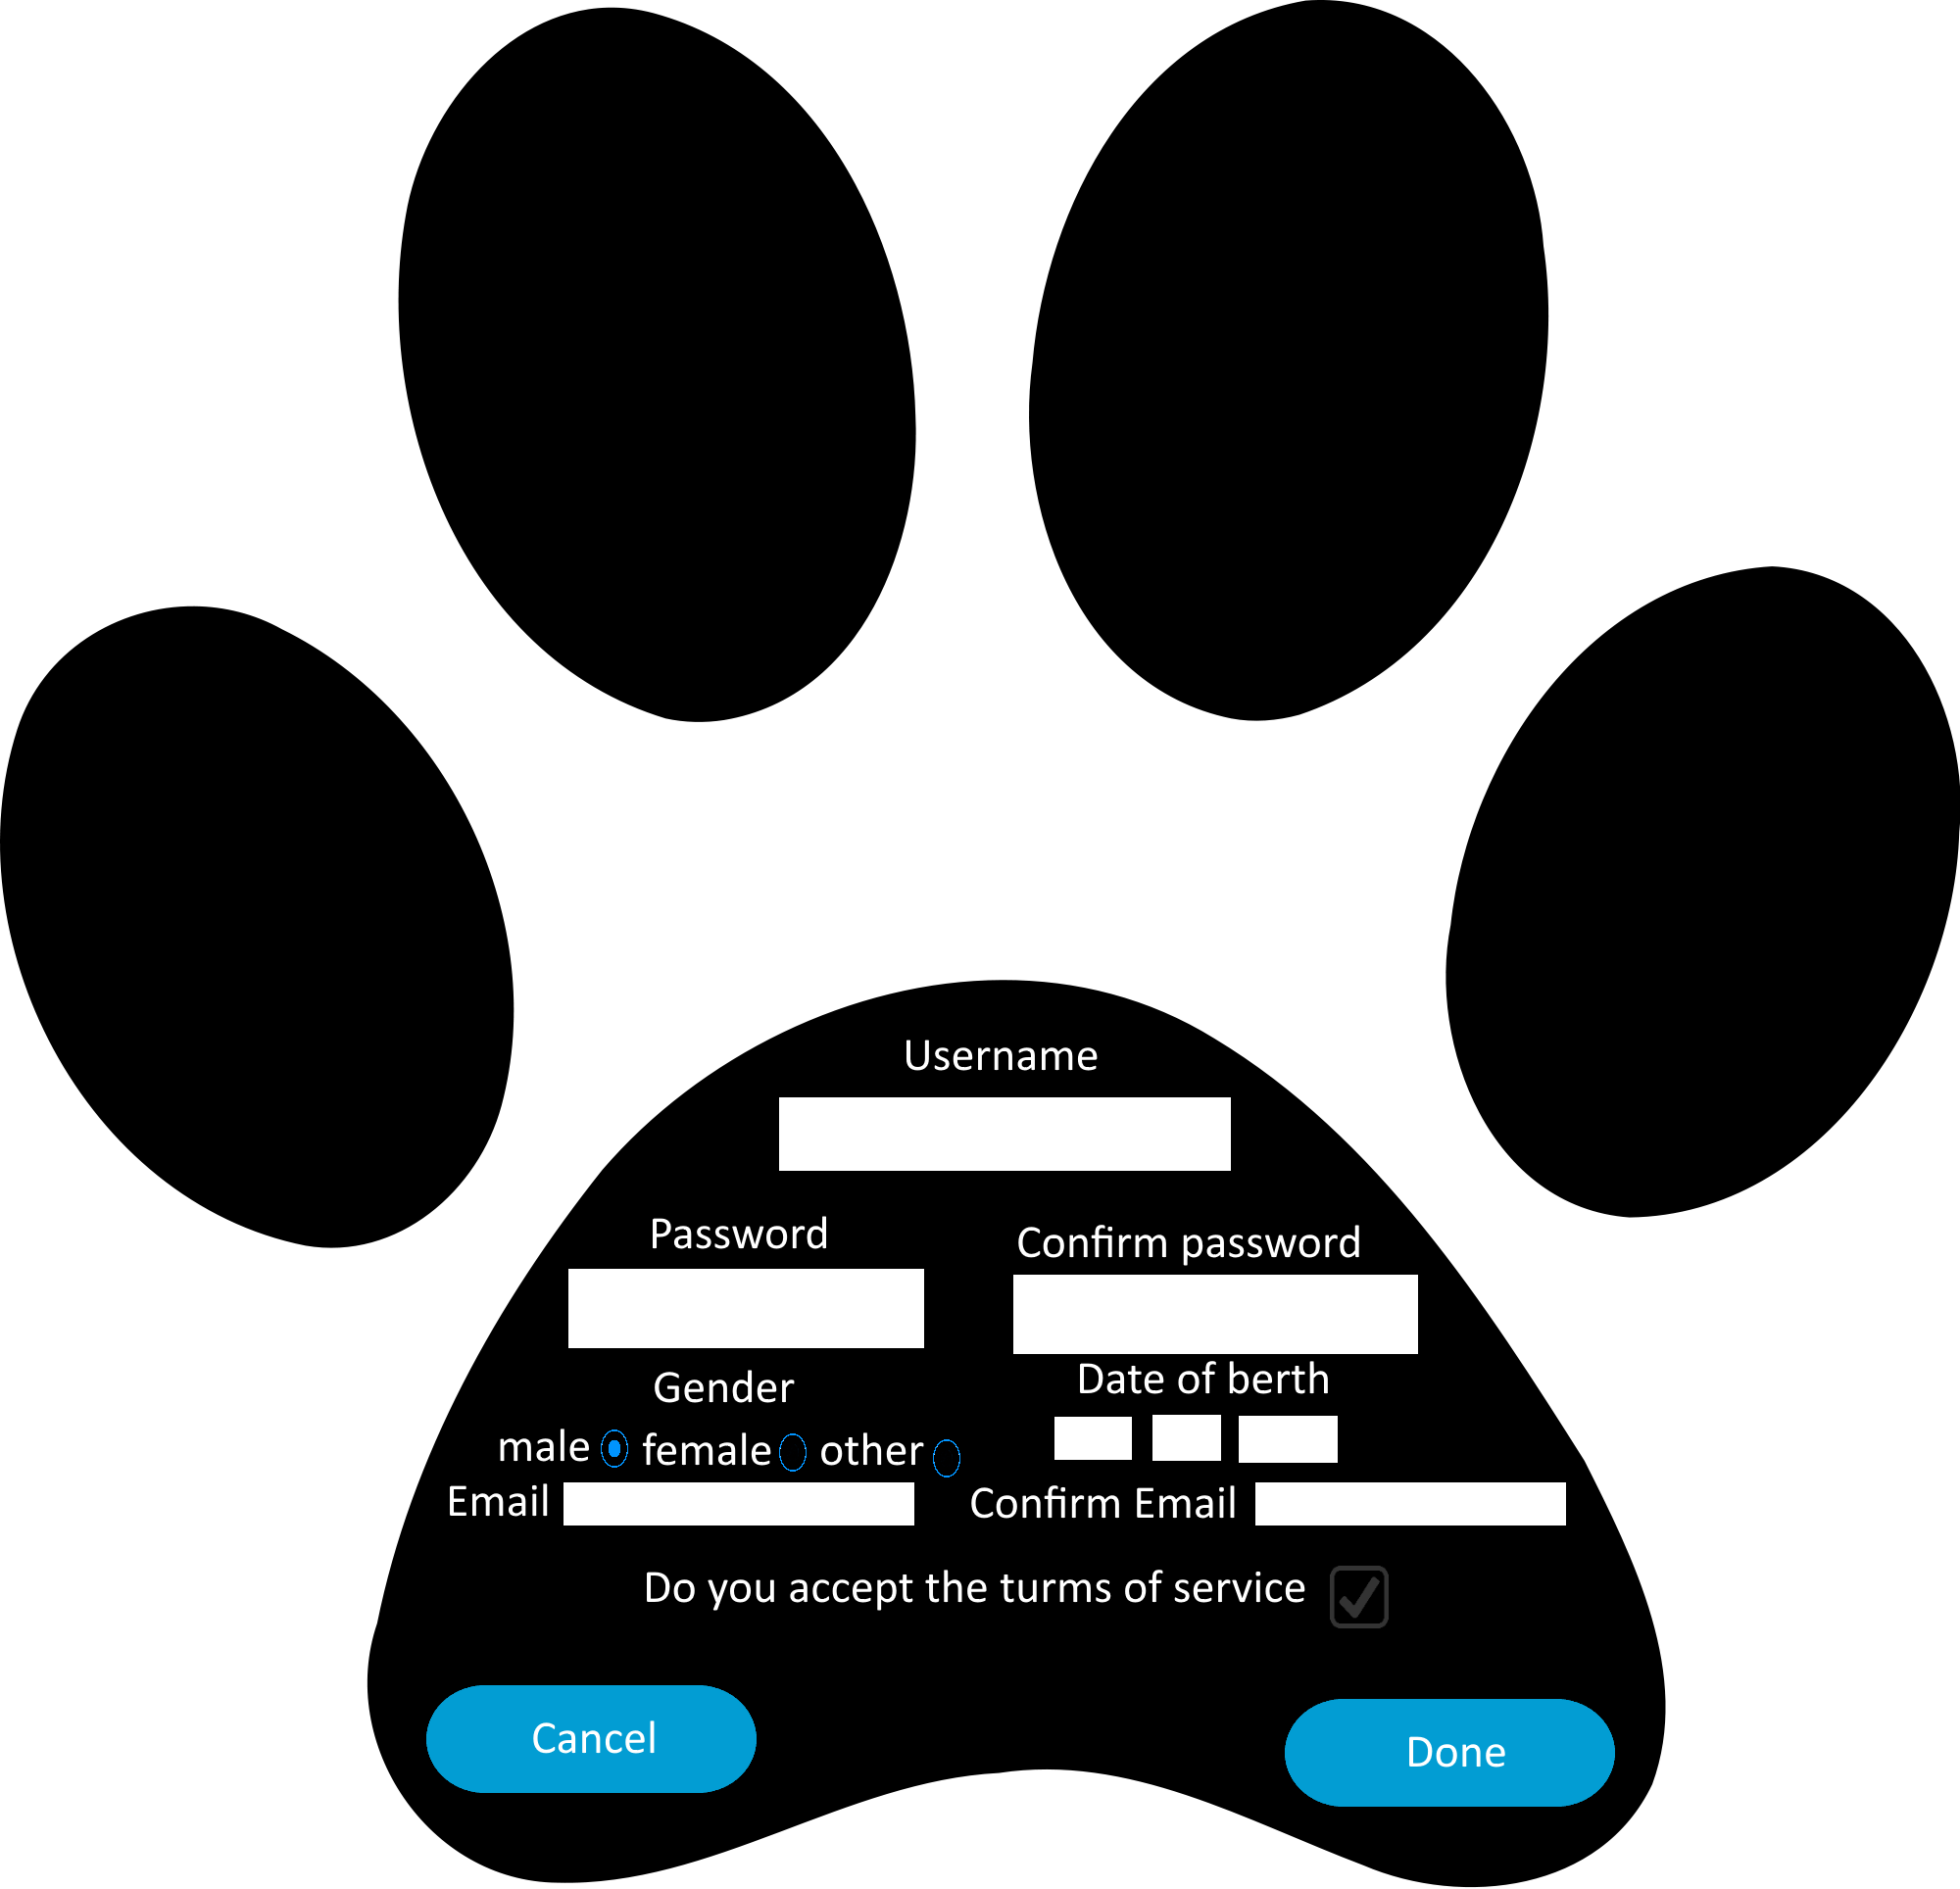 Username
Password Confirm password
Gender Date of berth
male female other
Email Confirm Email
Do you accept the turms of service
Cancel Done